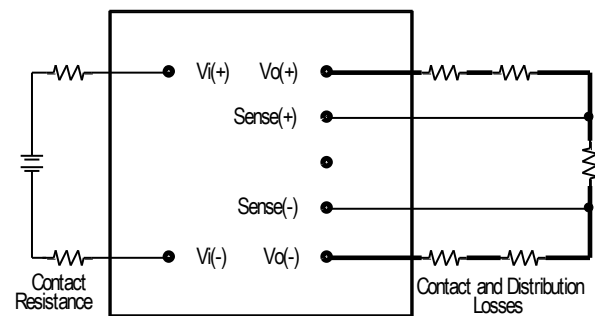 Vi(+) Vo(+)
Sense(+)
Sense(-)
Vi(-) Vo(-)
Contact
Resistance
Contact and Distribution
Losses